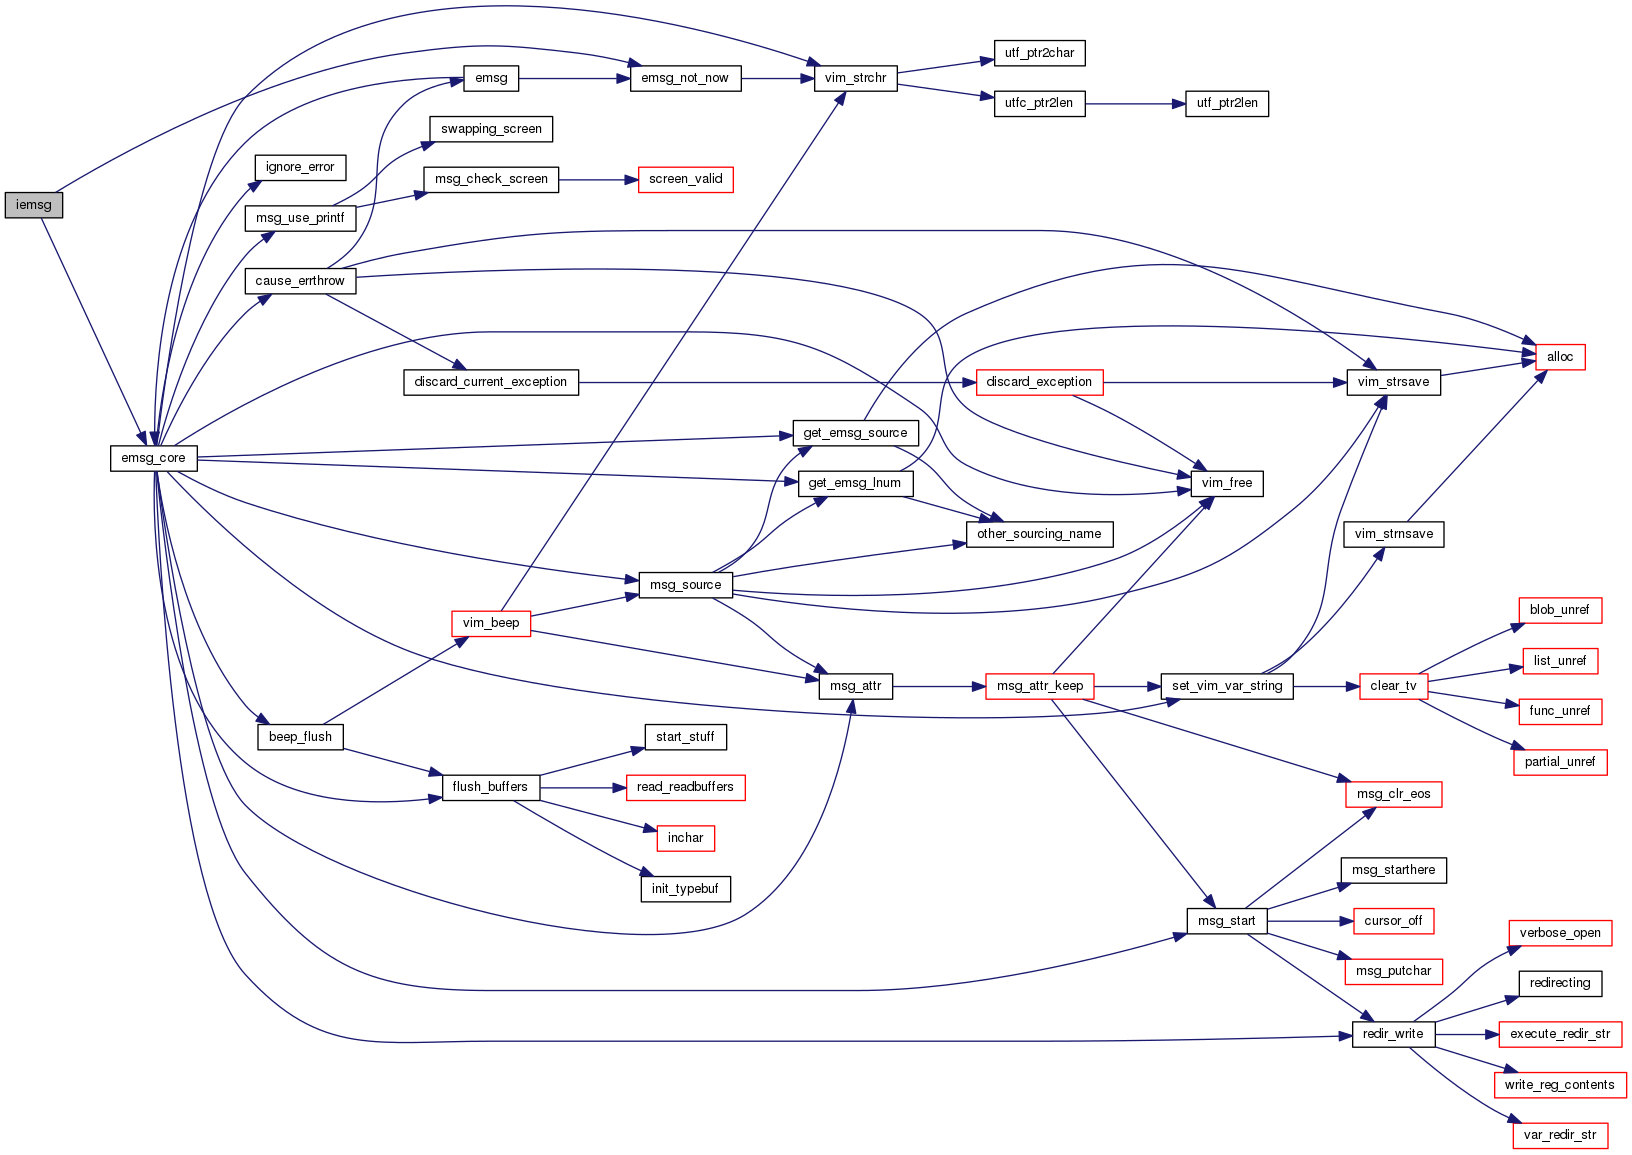 utf_ptr2char
emsg
emsg_not_now
vim_strchr
utfc_ptr2len
utf_ptr2len
swapping_screen
ignore_error
msg_check_screen
screen_valid
iemsg
msg_use_printf
cause_errthrow
alloc
discard_current_exception
discard_exception
vim_strsave
get_emsg_source
emsg_core
get_emsg_lnum
vim_free
other_sourcing_name
vim_strnsave
msg_source
blob_unref
vim_beep
list_unref
msg_attr
msg_attr_keep
set_vim_var_string
clear_tv
func_unref
beep_flush
start_stuff
partial_unref
flush_buffers
read_readbuffers
msg_clr_eos
inchar
msg_starthere
init_typebuf
msg_start
cursor_off
verbose_open
msg_putchar
redirecting
redir_write
execute_redir_str
write_reg_contents
var_redir_str